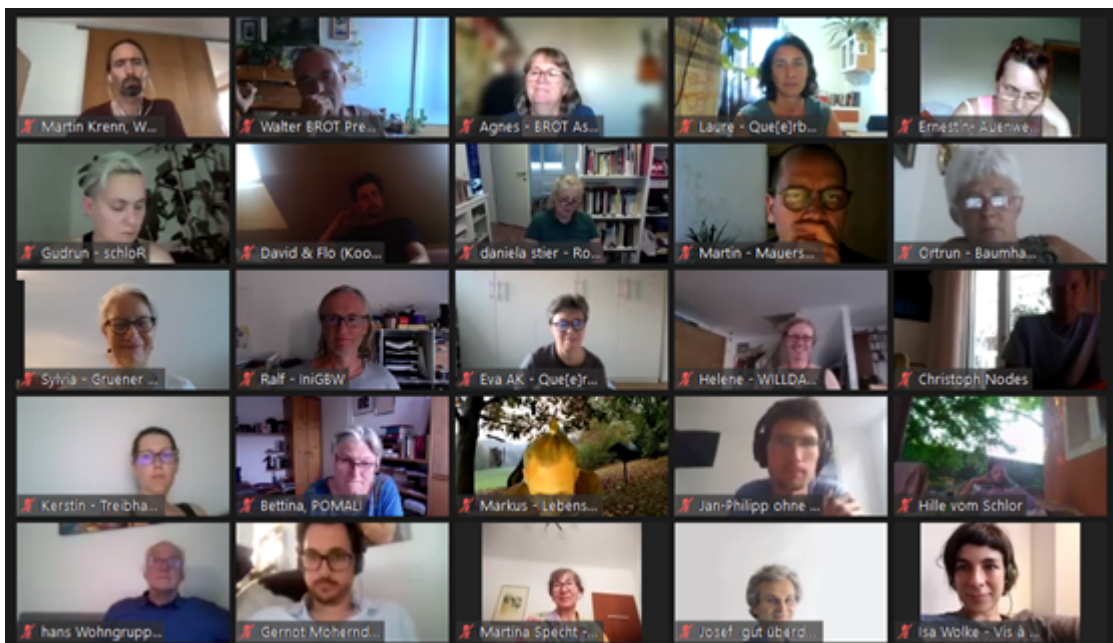 Martin Krenn, W...
Walter BROT Pre...
Agnes - BROT As...
Laure - Que[e]rb...
Ernestin- Auenwe...
Gudrun - schloR
David & Flo (Koo...
daniela stier - Ro...
Martin - Mauers...
Ortrun - Baumha...
Sylvia - Gruener ...
Ralf - IniGBW
Eva AK - Que[e]r...
Helene - WILLDA...
Christoph Nodes
Kerstin - Treibha...
Bettina, POMALI
Markus - Lebens...
Jan-Philipp ohne ...
Hille vom Schlor
hans Wohngrupp...
Gernot Mohernd...
Martina Specht -...
Josef gut überd...
Isa Wolke - Vis à ...